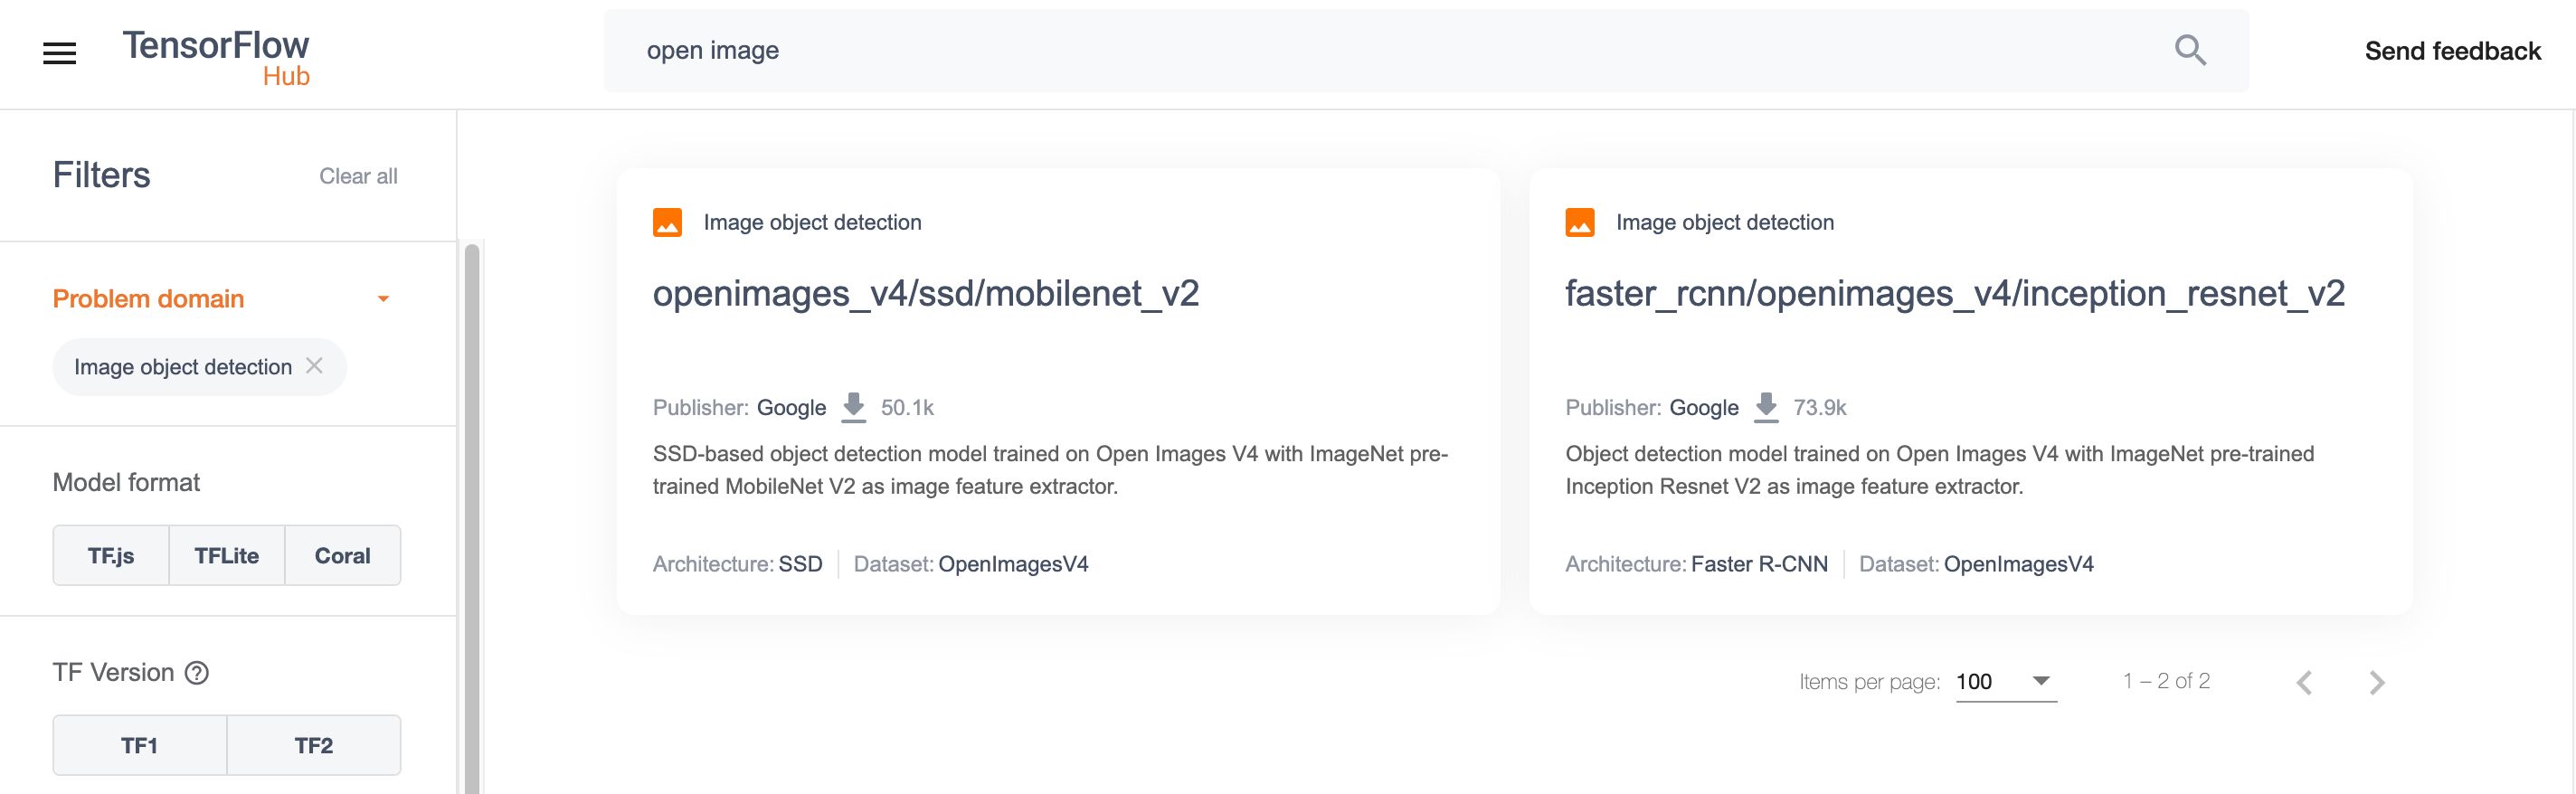 TensorFlow
Hub
open image
Send feedback
Filters
Clear all
Problem domain
Image object detection
Model format
TF.js TFLite Coral
TF Version
TF1 TF2
Image object detection
openimages_v4/ssd/mobilenet_v2
Publisher: Google 50.1k
SSD-based object detection model trained on Open Images V4 with ImageNet pre-
trained MobileNet V2 as image feature extractor.
Architecture: SSD Dataset: OpenImagesV4
Image object detection
faster_rcnn/openimages_v4/inception_resnet_v2
Publisher: Google 73.9k
Object detection model trained on Open Images V4 with ImageNet pre-trained
Inception Resnet V2 as image feature extractor.
Architecture: Faster R-CNN Dataset: OpenImagesV4
Items per page: 100 1 – 2 of 2